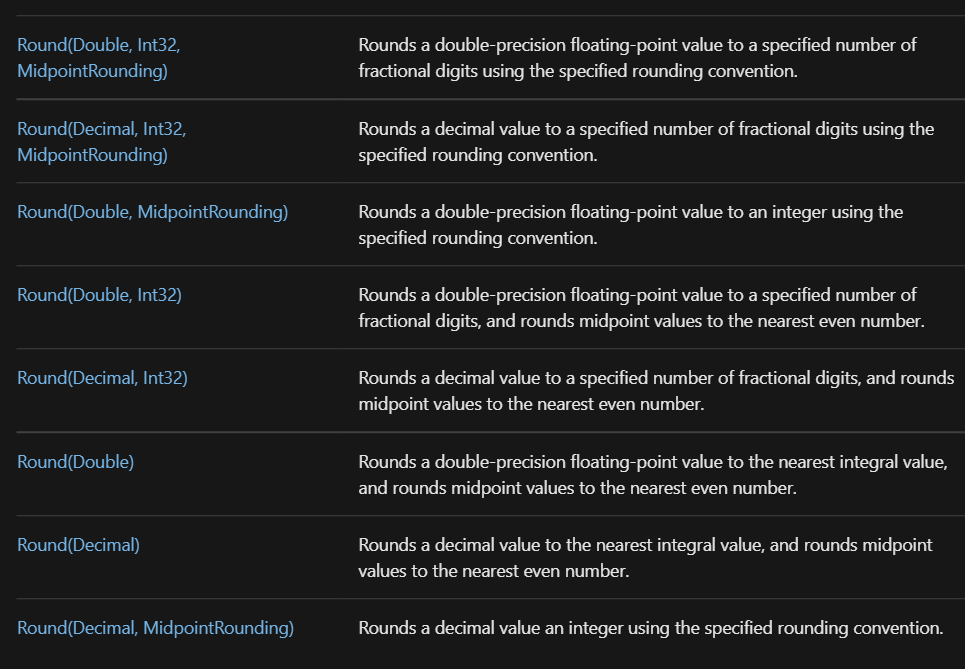 Round(Double, Int32, MidpointRounding)
Rounds a double-precision floating-point value to a specified number of
fractional digits using the specified rounding convention.
Round(Decimal, Int32, MidpointRounding)
Rounds a decimal value to a specified number of fractional digits using the
specified rounding convention.
Round(Double, MidpointRounding)
Rounds a double-precision floating-point value to an integer using the
specified rounding convention.
Round(Double, Int32)
Rounds a double-precision floating-point value to a specified number of
fractional digits, and rounds midpoint values to the nearest even number.
Round(Decimal, Int32)
Rounds a decimal value to a specified number of fractional digits, and rounds
midpoint values to the nearest even number.
Round(Double)
Rounds a double-precision floating-point value to the nearest integral value,
and rounds midpoint values to the nearest even number.
Round(Decimal)
Rounds a decimal value to the nearest integral value, and rounds midpoint
values to the nearest even number.
Round(Decimal, MidpointRounding)
Rounds a decimal value an integer using the specified rounding convention.